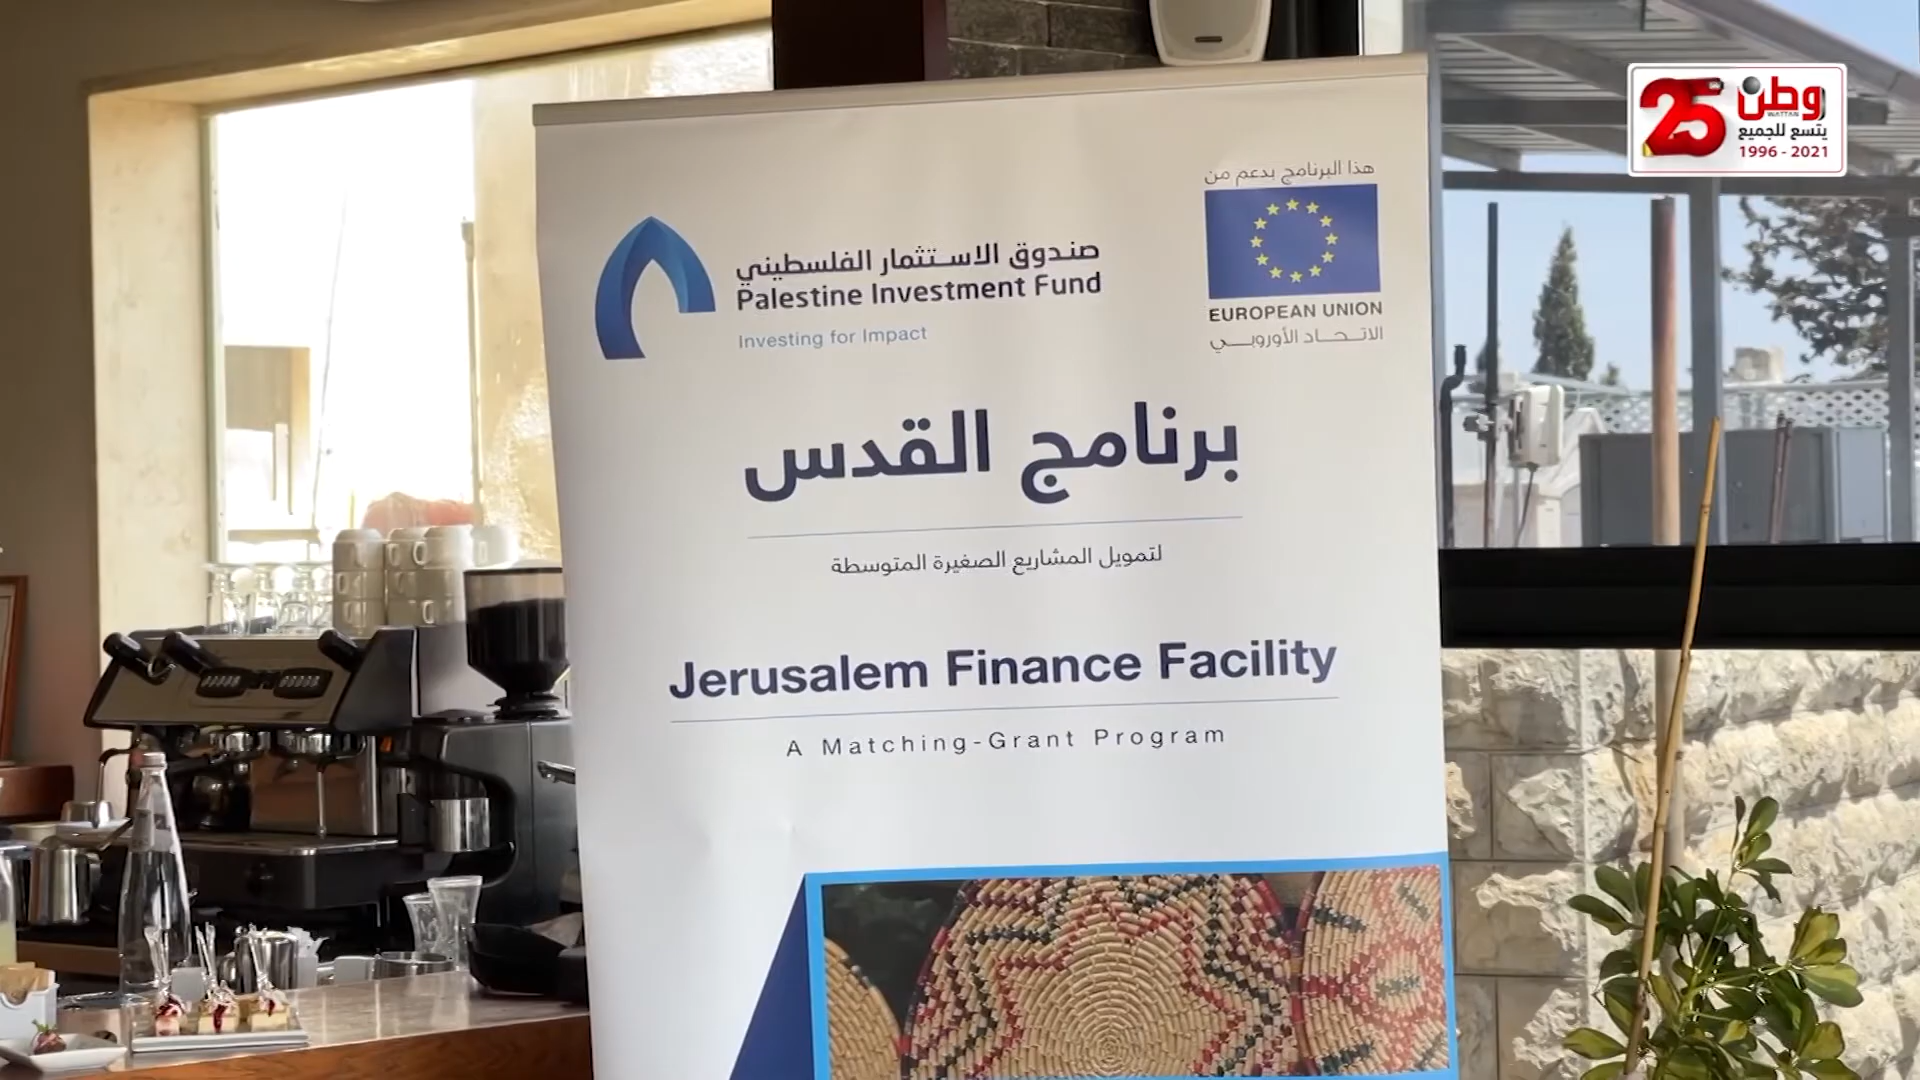 هذا البرنامج بدعم من
صندوق الاستثمار الفلسطيني
Palestine Investment Fund
Investing for Impact
EUROPEAN UNION
الاتحاد الأوروبي
برنامج القدس
لتمويل المشاريع الصغيرة المتوسطة
Jerusalem Finance Facility
A Matching-Grant Program
25
وطن
WATTAN
يتسع للجميع
1996 - 2021